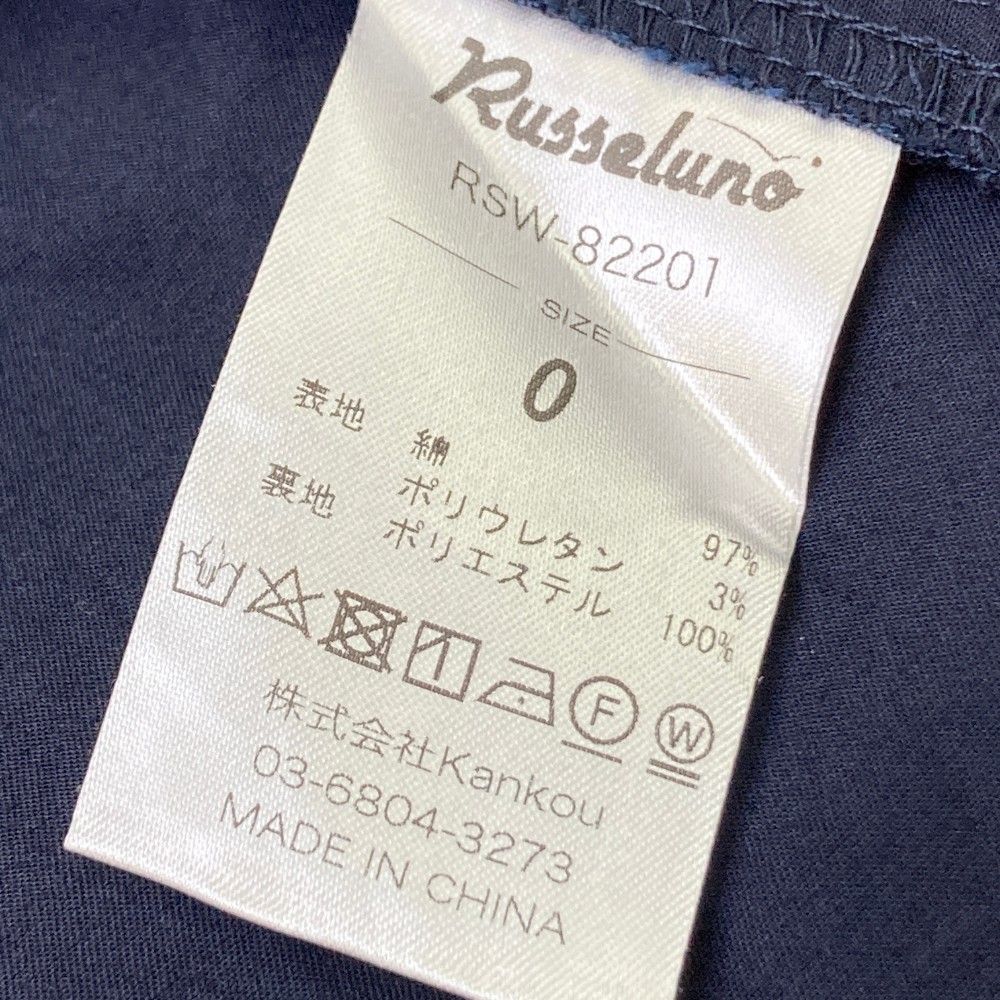 Russeluno
RSW-82201
SIZE
0
表地 綿 97%
ポリウレタン 3%
裏地 ポリエステル 100%
F W
株式会社Kankou
03-6804-3273
MADE IN CHINA